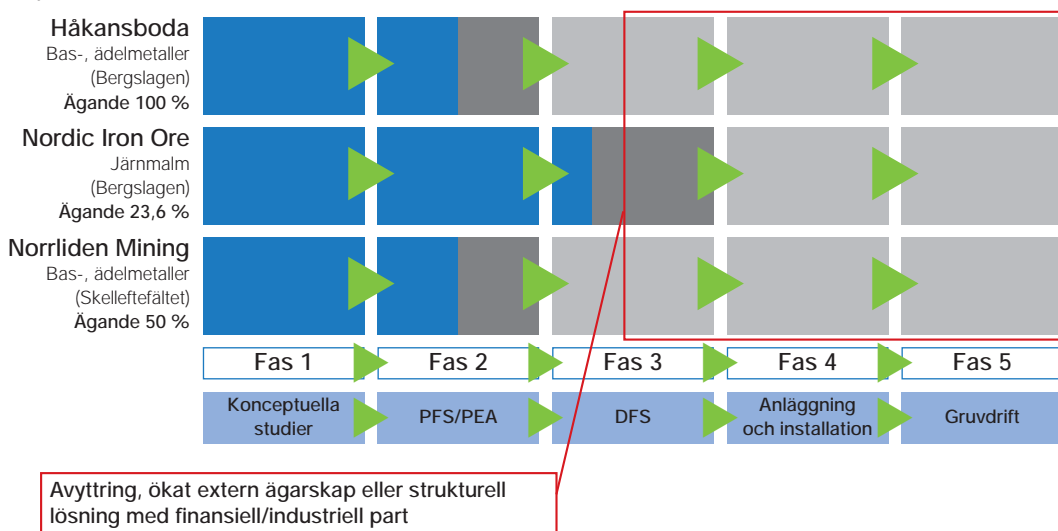 Håkansboda
Bas-, ädelmetaller
(Bergslagen)
Ägande 100 %
Nordic Iron Ore
Järnmalm
(Bergslagen)
Ägande 23,6 %
Norrliden Mining
Bas-, ädelmetaller
(Skelleftefältet)
Ägande 50 %
Fas 1
Fas 2
Fas 3
Fas 4
Fas 5
Konceptuella
studier
PFS/PEA
DFS
Anläggning
och installation
Gruvdrift
Avyttring, ökat extern ägarskap eller strukturell
lösning med finansiell/industriell part